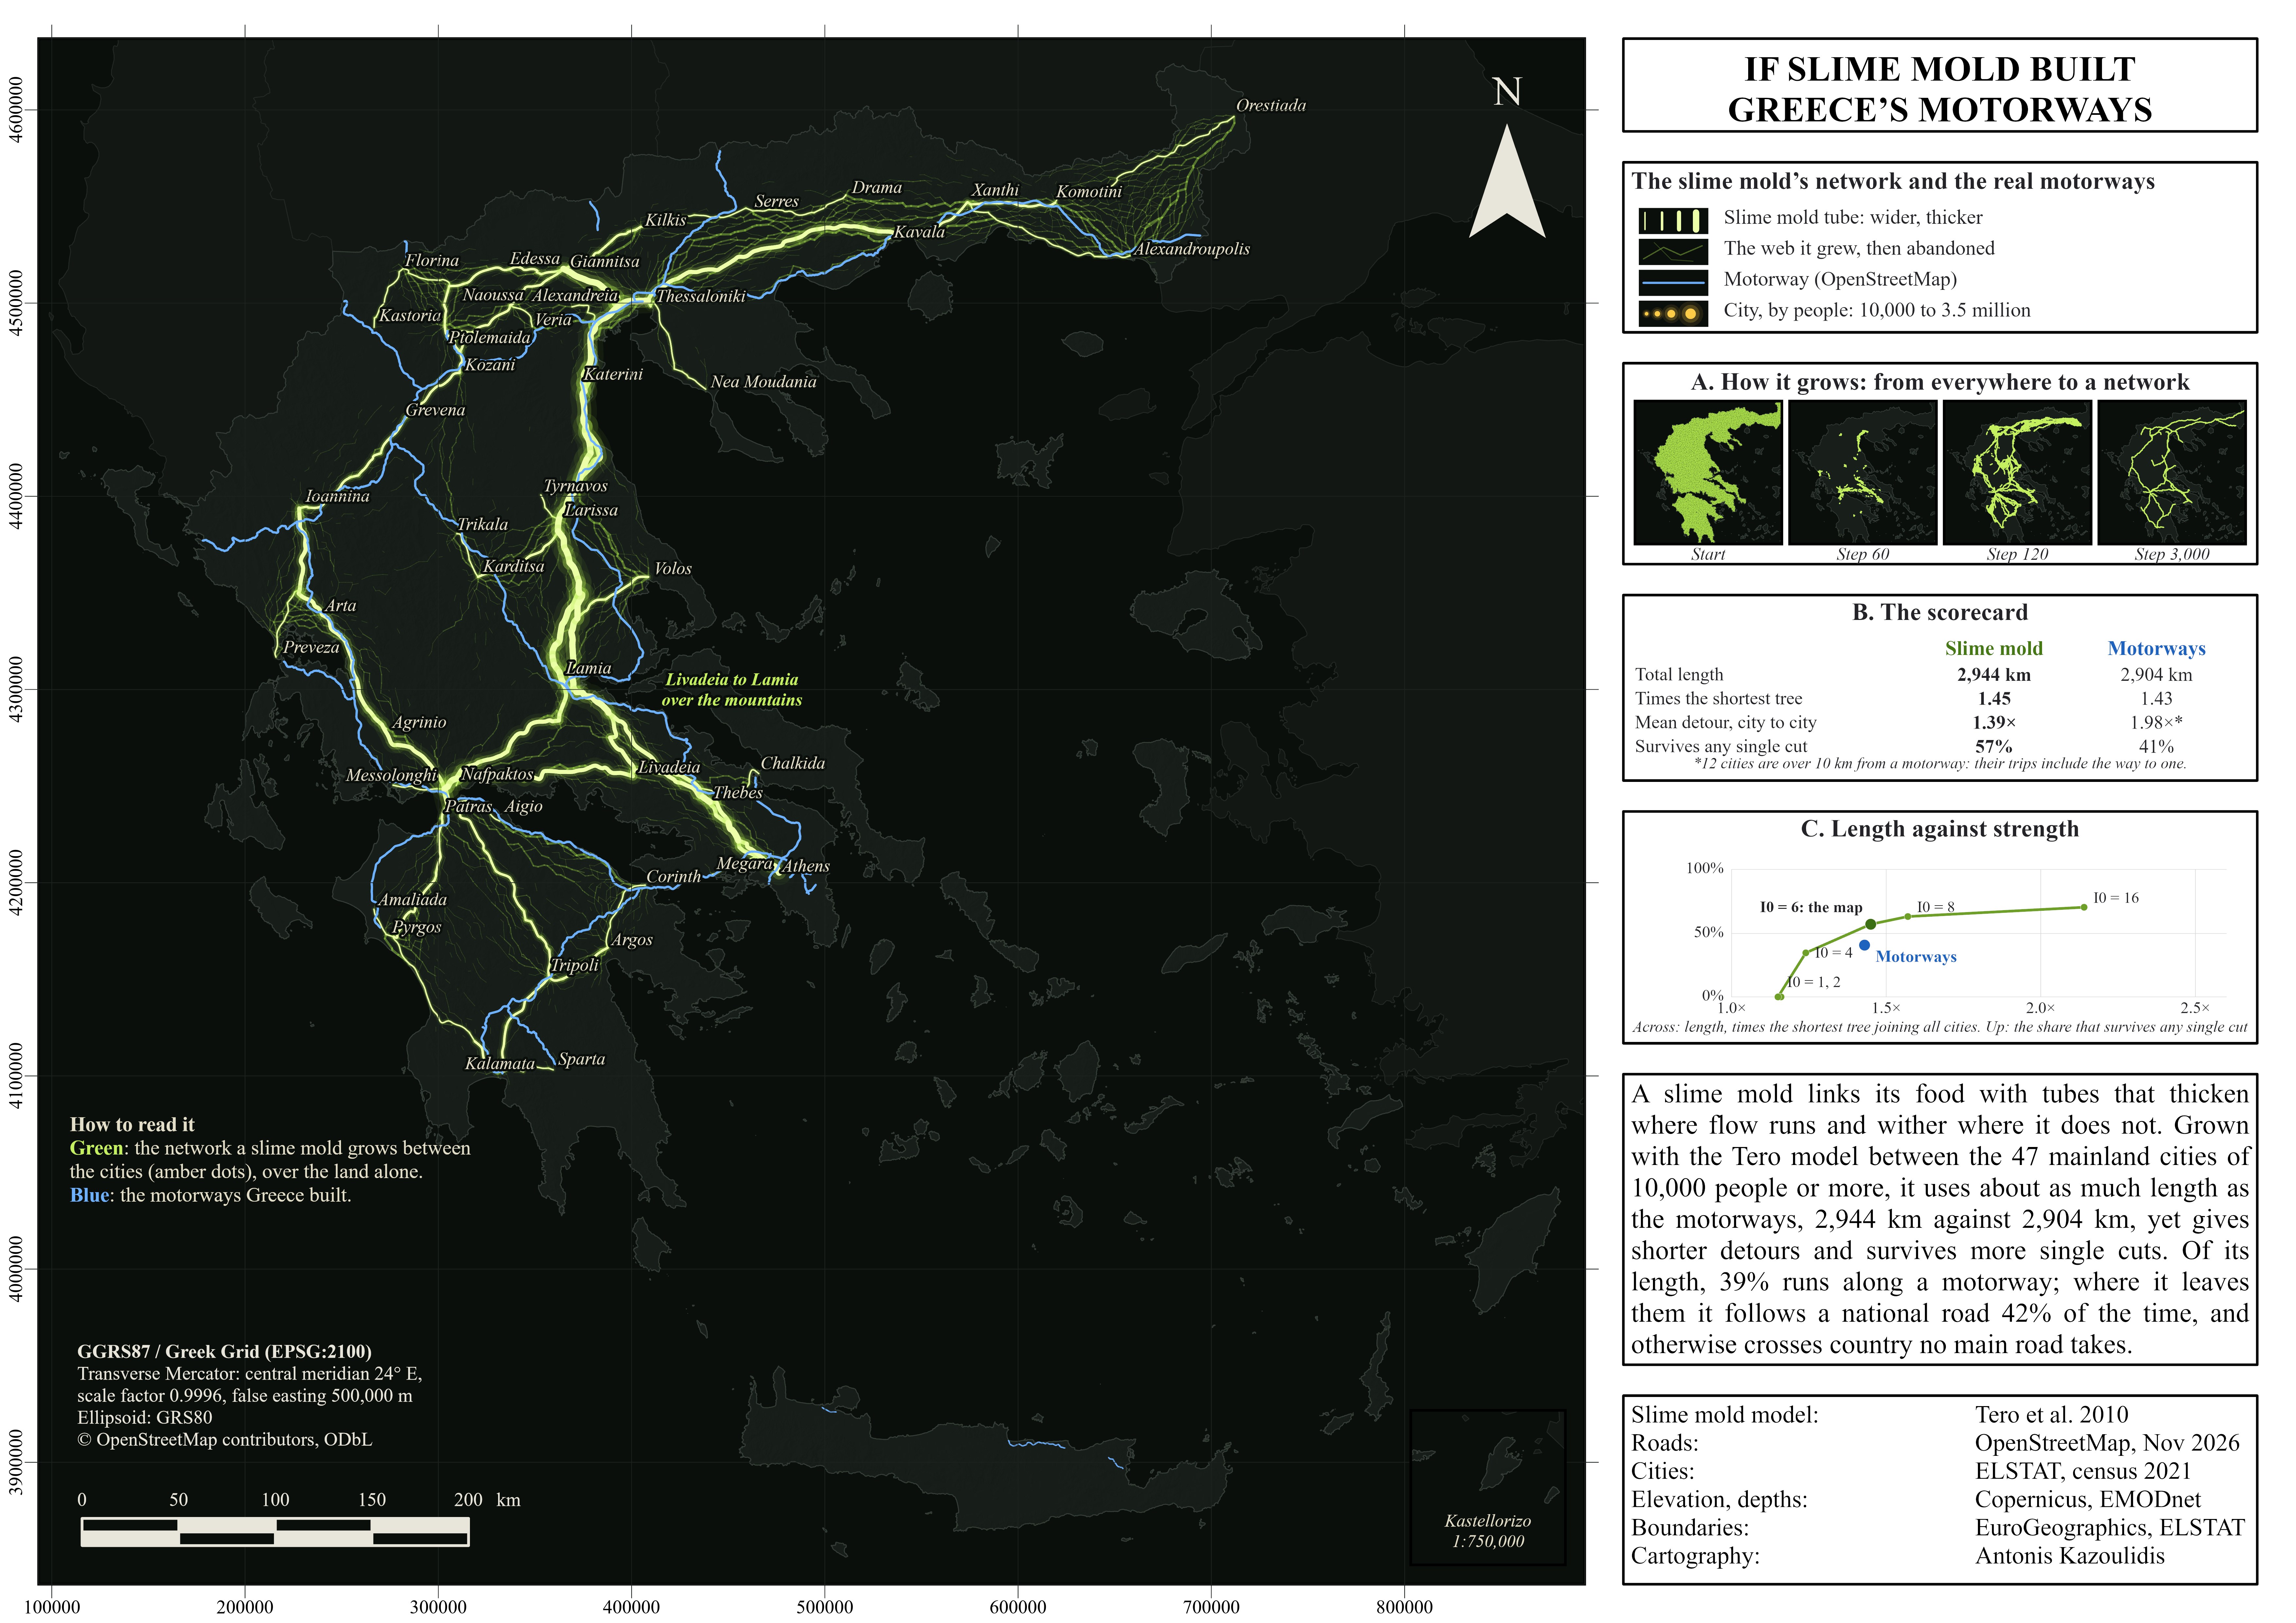 IF SLIME MOLD BUILT
GREECE’S MOTORWAYS
The slime mold’s network and the real motorways
Slime mold tube: wider, thicker
The web it grew, then abandoned
Motorway (OpenStreetMap)
City, by people: 10,000 to 3.5 million
A. How it grows: from everywhere to a network
Start
Step 60
Step 120
Step 3,000
B. The scorecard
Slime mold Motorways
Total length 2,944 km 2,904 km
Times the shortest tree 1.45 1.43
Mean detour, city to city 1.39× 1.98×*
Survives any single cut 57% 41%
*12 cities are over 10 km from a motorway: their trips include the way to one.
C. Length against strength
100%
50%
0%
I0 = 6: the map
I0 = 8
I0 = 16
I0 = 4
Motorways
I0 = 1, 2
1.0× 1.5× 2.0× 2.5×
Across: length, times the shortest tree joining all cities. Up: the share that survives any single cut
A slime mold links its food with tubes that thicken
where flow runs and wither where it does not. Grown
with the Tero model between the 47 mainland cities of
10,000 people or more, it uses about as much length as
the motorways, 2,944 km against 2,904 km, yet gives
shorter detours and survives more single cuts. Of its
length, 39% runs along a motorway; where it leaves
them it follows a national road 42% of the time, and
otherwise crosses country no main road takes.
Slime mold model: Tero et al. 2010
Roads: OpenStreetMap, Nov 2026
Cities: ELSTAT, census 2021
Elevation, depths: Copernicus, EMODnet
Boundaries: EuroGeographics, ELSTAT
Cartography: Antonis Kazoulidis
N
Orestiada
Drama
Xanthi
Komotini
Serres
Kilkis
Kavala
Alexandroupolis
Florina
Edessa
Giannitsa
Naoussa
Alexandreia
Thessaloniki
Kastoria
Veria
Ptolemaida
Kozani
Katerini
Nea Moudania
Grevena
Tyrnavos
Ioannina
Larissa
Trikala
Karditsa
Volos
Arta
Preveza
Lamia
Livadeia to Lamia
over the mountains
Agrinio
Messolonghi
Nafpaktos
Livadeia
Chalkida
Thebes
Patras
Aigio
Megara
Athens
Corinth
Amaliada
Pyrgos
Argos
Tripoli
Kalamata
Sparta
How to read it
Green: the network a slime mold grows between
the cities (amber dots), over the land alone.
Blue: the motorways Greece built.
GGRS87 / Greek Grid (EPSG:2100)
Transverse Mercator: central meridian 24° E,
scale factor 0.9996, false easting 500,000 m
Ellipsoid: GRS80
© OpenStreetMap contributors, ODbL
0 50 100 150 200 km
Kastellorizo
1:750,000
4600000
4500000
4400000
4300000
4200000
4100000
4000000
3900000
100000 200000 300000 400000 500000 600000 700000 800000